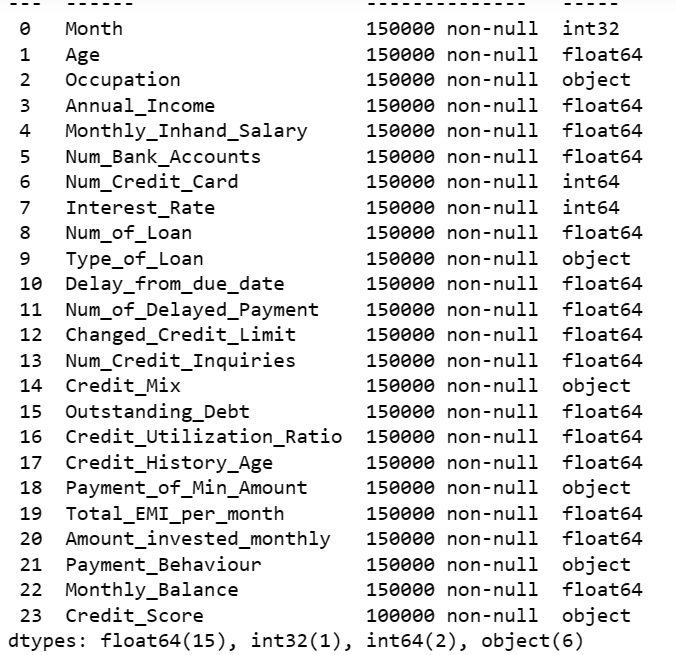 ---  ------                    --------------   -----
0   Month                     150000 non-null  int32
1   Age                       150000 non-null  float64
2   Occupation                150000 non-null  object
3   Annual_Income             150000 non-null  float64
4   Monthly_Inhand_Salary     150000 non-null  float64
5   Num_Bank_Accounts         150000 non-null  float64
6   Num_Credit_Card           150000 non-null  int64
7   Interest_Rate             150000 non-null  int64
8   Num_of_Loan               150000 non-null  float64
9   Type_of_Loan              150000 non-null  object
10  Delay_from_due_date       150000 non-null  float64
11  Num_of_Delayed_Payment    150000 non-null  float64
12  Changed_Credit_Limit      150000 non-null  float64
13  Num_Credit_Inquiries      150000 non-null  float64
14  Credit_Mix                150000 non-null  object
15  Outstanding_Debt          150000 non-null  float64
16  Credit_Utilization_Ratio  150000 non-null  float64
17  Credit_History_Age        150000 non-null  float64
18  Payment_of_Min_Amount     150000 non-null  object
19  Total_EMI_per_month       150000 non-null  float64
20  Amount_invested_monthly   150000 non-null  float64
21  Payment_Behaviour         150000 non-null  object
22  Monthly_Balance           150000 non-null  float64
23  Credit_Score              100000 non-null  object
dtypes: float64(15), int32(1), int64(2), object(6)